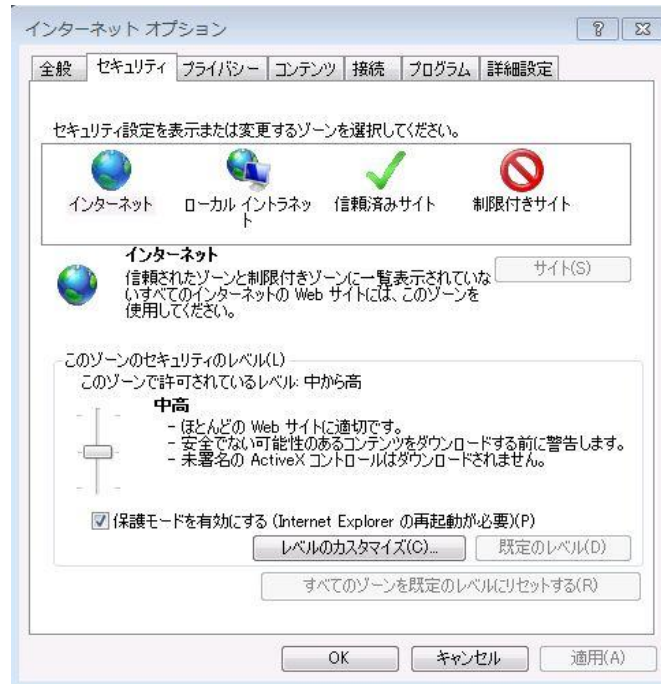 インターネット オプション
全般 セキュリティ プライバシー コンテンツ 接続 プログラム 詳細設定
セキュリティ設定を表示または変更するゾーンを選択してください。
インターネット ローカル イントラネッ 信頼済みサイト 制限付きサイト
ト
インターネット
サイト(S)
信頼されたゾーンと制限付きゾーンに一覧表示されていな
いすべてのインターネットの Web サイトには、このゾーンを
使用してください。
このゾーンのセキュリティのレベル(L)
このゾーンで許可されているレベル: 中から高
中高
- ほとんどの Web サイトに適切です。
- 安全でない可能性のあるコンテンツをダウンロードする前に警告します。
- 未署名の ActiveX コントロールはダウンロードされません。
保護モードを有効にする (Internet Explorer の再起動が必要)(P)
レベルのカスタマイズ(C)... 既定のレベル(D)
すべてのゾーンを既定のレベルにリセットする(R)
OK キャンセル 適用(A)